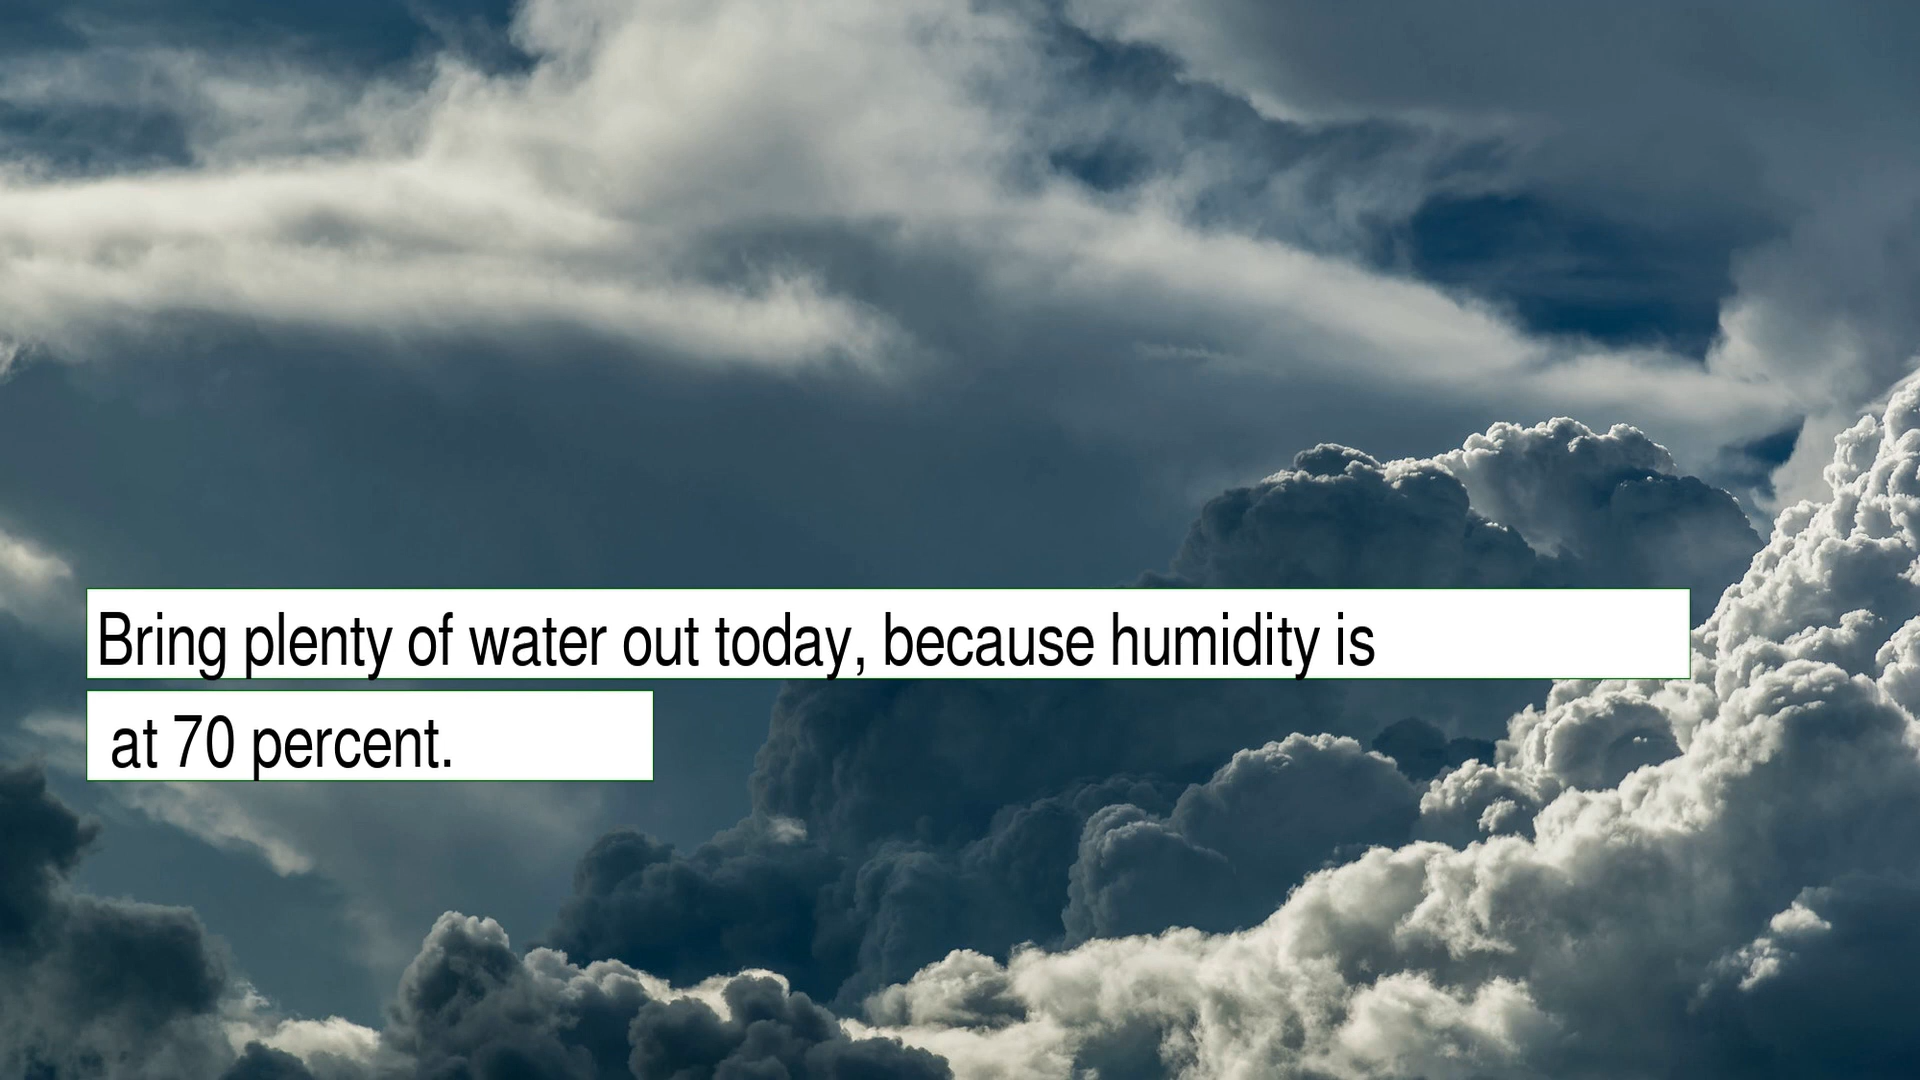 Bring plenty of water out today, because humidity is
at 70 percent.